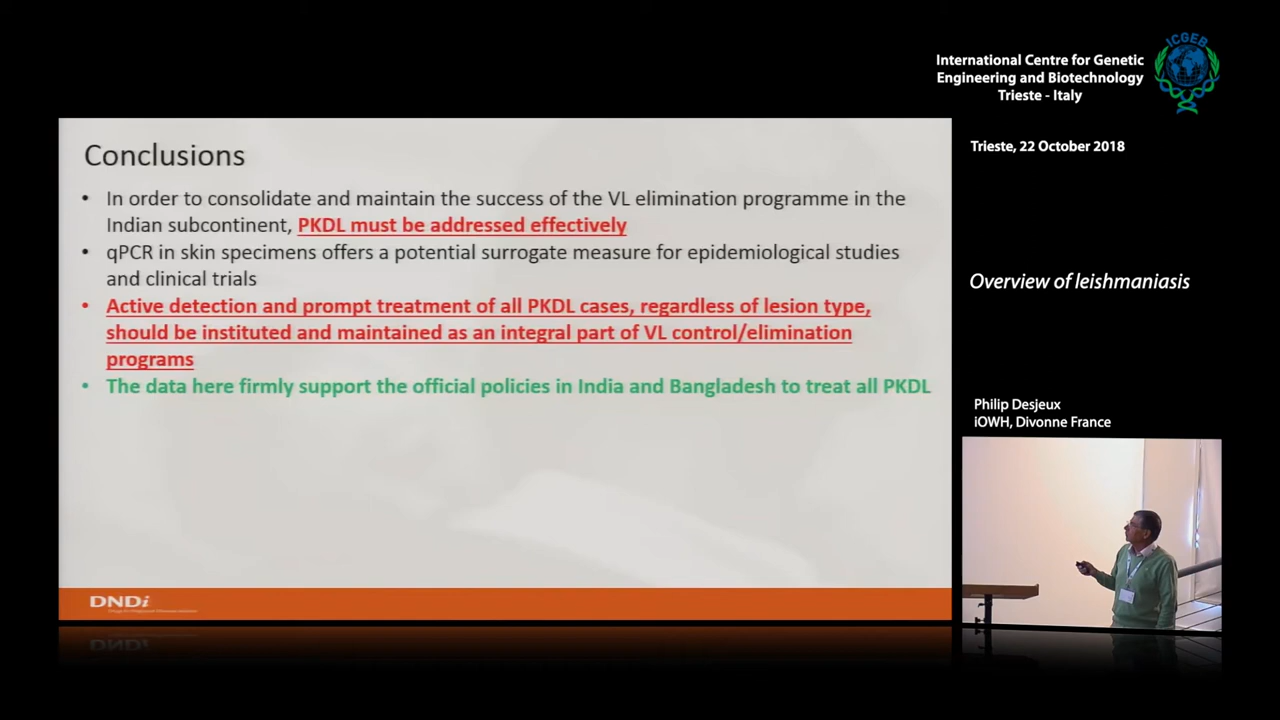 ICGEB
International Centre for Genetic
Engineering and Biotechnology
Trieste - Italy
Trieste, 22 October 2018
Conclusions
• In order to consolidate and maintain the success of the VL elimination programme in the
Indian subcontinent, PKDL must be addressed effectively
• qPCR in skin specimens offers a potential surrogate measure for epidemiological studies
and clinical trials
• Active detection and prompt treatment of all PKDL cases, regardless of lesion type,
should be instituted and maintained as an integral part of VL control/elimination
programs
• The data here firmly support the official policies in India and Bangladesh to treat all PKDL
DNDi
Overview of leishmaniasis
Philip Desjeux
iOWH, Divonne France